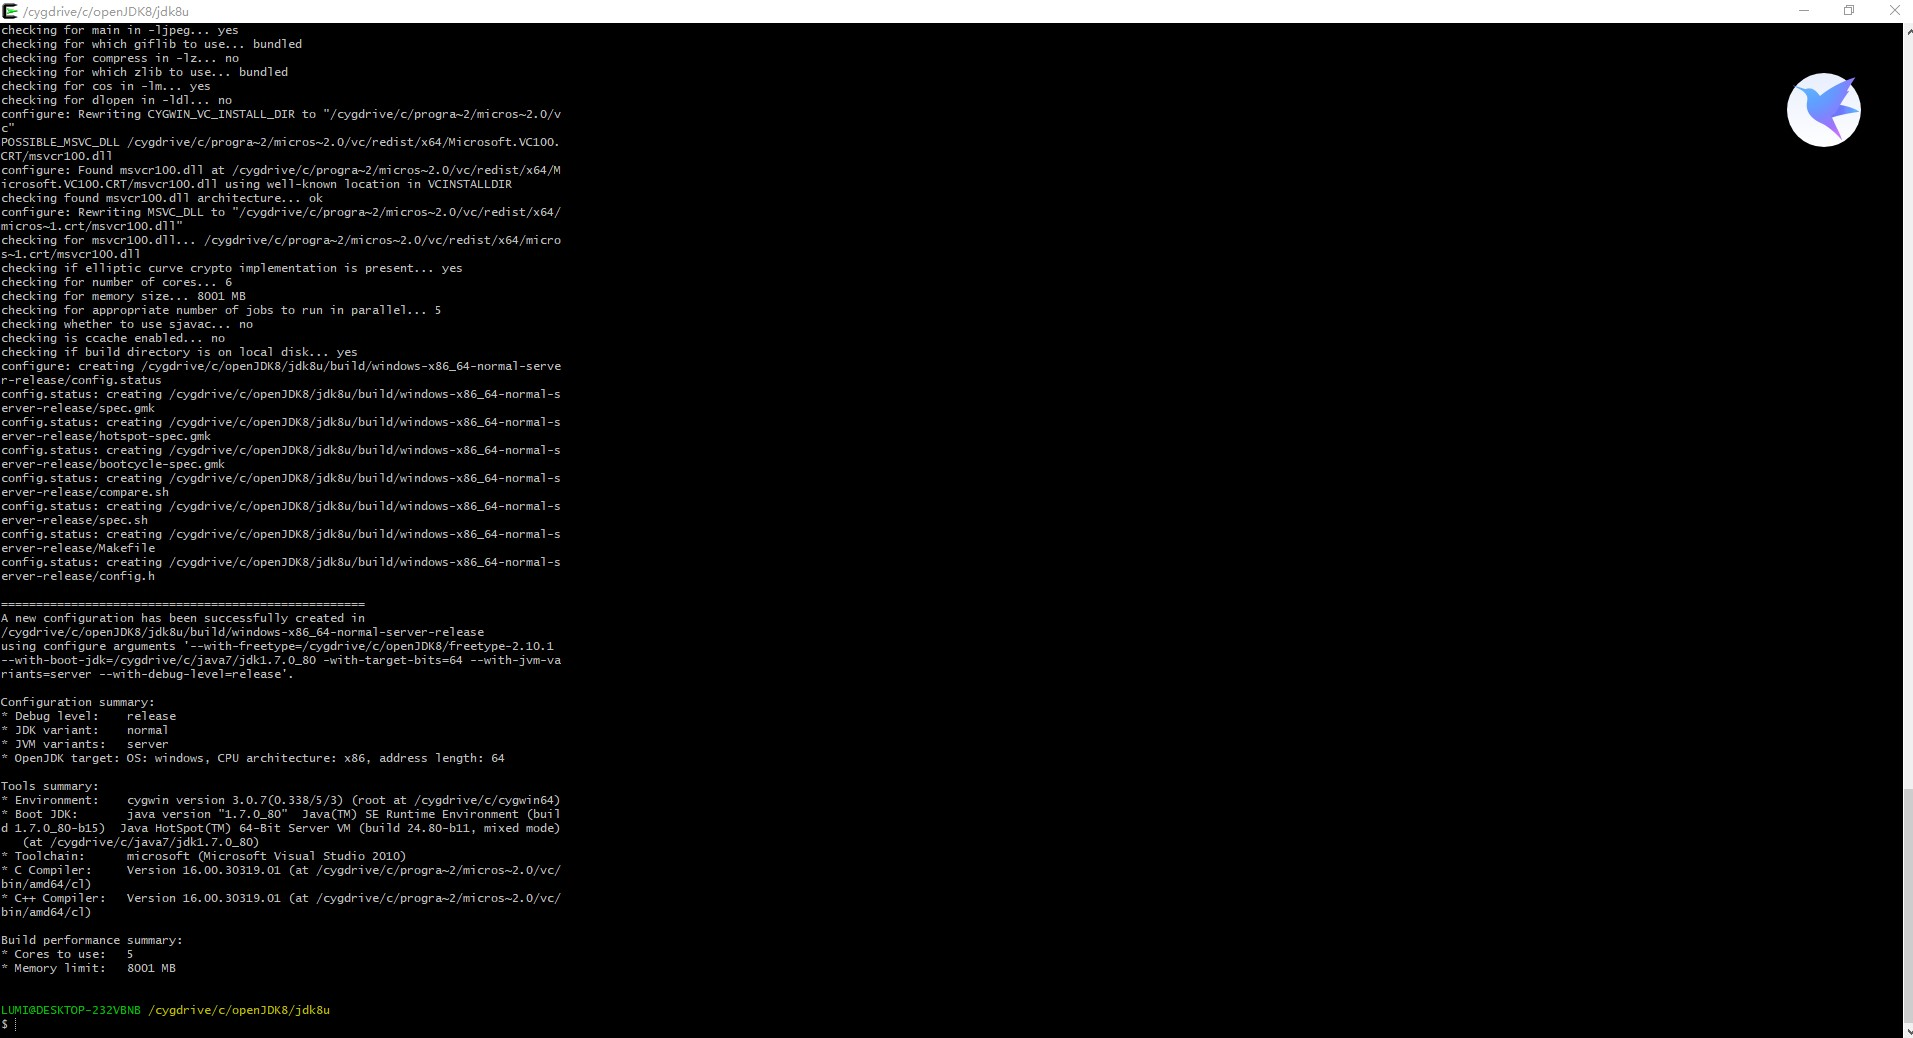 /cygdrive/c/openJDK8/jdk8u
checking for main in -ljpeg... yes
checking for which giflib to use... bundled
checking for compress in -lz... no
checking for which zlib to use... bundled
checking for cos in -lm... yes
checking for dlopen in -ldl... no
configure: Rewriting CYGWIN_VC_INSTALL_DIR to "/cygdrive/c/progra~2/micros~2.0/v
c"
POSSIBLE_MSVC_DLL /cygdrive/c/progra~2/micros~2.0/vc/redist/x64/Microsoft.VC100.
CRT/msvcr100.dll
configure: Found msvcr100.dll at /cygdrive/c/progra~2/micros~2.0/vc/redist/x64/M
icrosoft.VC100.CRT/msvcr100.dll using well-known location in VCINSTALLDIR
checking found msvcr100.dll architecture... ok
configure: Rewriting MSVC_DLL to "/cygdrive/c/progra~2/micros~2.0/vc/redist/x64/
micros~1.crt/msvcr100.dll"
checking for msvcr100.dll... /cygdrive/c/progra~2/micros~2.0/vc/redist/x64/micro
s~1.crt/msvcr100.dll
checking if elliptic curve crypto implementation is present... yes
checking for number of cores... 6
checking for memory size... 8001 MB
checking for appropriate number of jobs to run in parallel... 5
checking whether to use sjavac... no
checking is ccache enabled... no
checking if build directory is on local disk... yes
configure: creating /cygdrive/c/openJDK8/jdk8u/build/windows-x86_64-normal-serve
r-release/config.status
config.status: creating /cygdrive/c/openJDK8/jdk8u/build/windows-x86_64-normal-s
erver-release/spec.gmk
config.status: creating /cygdrive/c/openJDK8/jdk8u/build/windows-x86_64-normal-s
erver-release/hotspot-spec.gmk
config.status: creating /cygdrive/c/openJDK8/jdk8u/build/windows-x86_64-normal-s
erver-release/bootcycle-spec.gmk
config.status: creating /cygdrive/c/openJDK8/jdk8u/build/windows-x86_64-normal-s
erver-release/compare.sh
config.status: creating /cygdrive/c/openJDK8/jdk8u/build/windows-x86_64-normal-s
erver-release/spec.sh
config.status: creating /cygdrive/c/openJDK8/jdk8u/build/windows-x86_64-normal-s
erver-release/Makefile
config.status: creating /cygdrive/c/openJDK8/jdk8u/build/windows-x86_64-normal-s
erver-release/config.h
====================================================
A new configuration has been successfully created in
/cygdrive/c/openJDK8/jdk8u/build/windows-x86_64-normal-server-release
using configure arguments '--with-freetype=/cygdrive/c/openJDK8/freetype-2.10.1
--with-boot-jdk=/cygdrive/c/java7/jdk1.7.0_80 -with-target-bits=64 --with-jvm-va
riants=server --with-debug-level=release'.
Configuration summary:
* Debug level:    release
* JDK variant:    normal
* JVM variants:   server
* OpenJDK target: OS: windows, CPU architecture: x86, address length: 64
Tools summary:
* Environment:    cygwin version 3.0.7(0.338/5/3) (root at /cygdrive/c/cygwin64)
* Boot JDK:       java version "1.7.0_80"  Java(TM) SE Runtime Environment (buil
d 1.7.0_80-b15)  Java HotSpot(TM) 64-Bit Server VM (build 24.80-b11, mixed mode)
   (at /cygdrive/c/java7/jdk1.7.0_80)
* Toolchain:      microsoft (Microsoft Visual Studio 2010)
* C Compiler:     Version 16.00.30319.01 (at /cygdrive/c/progra~2/micros~2.0/vc/
bin/amd64/cl)
* C++ Compiler:   Version 16.00.30319.01 (at /cygdrive/c/progra~2/micros~2.0/vc/
bin/amd64/cl)
Build performance summary:
* Cores to use:   5
* Memory limit:   8001 MB
LUMI@DESKTOP-232VBNB /cygdrive/c/openJDK8/jdk8u
$